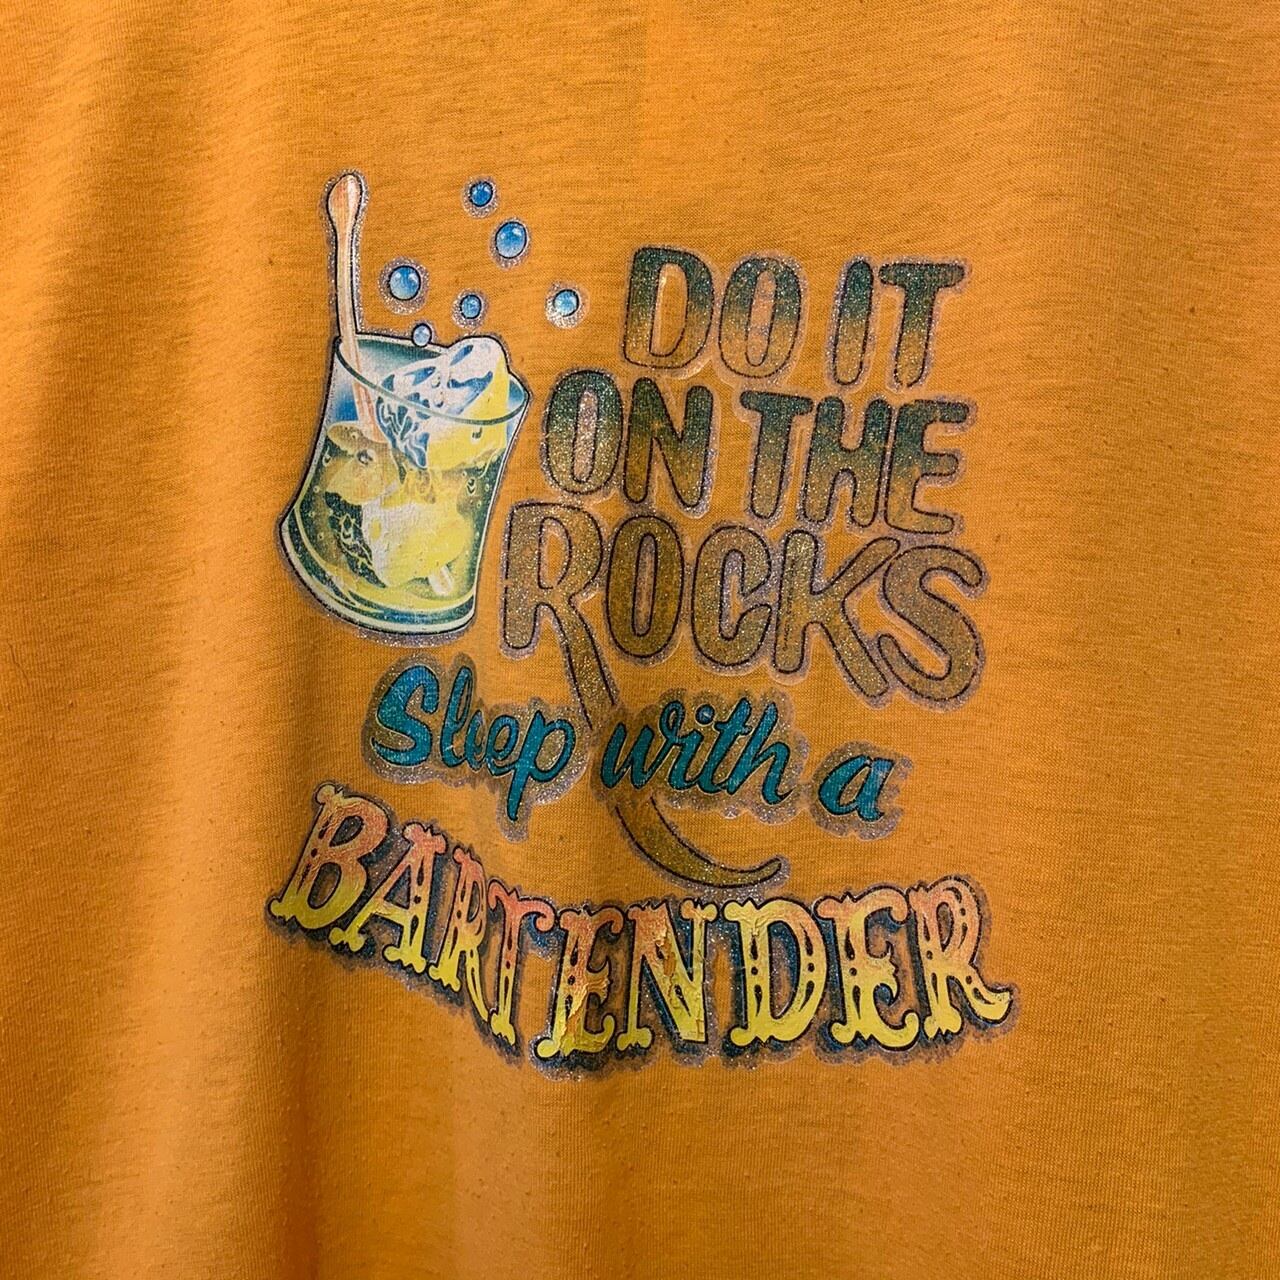 DO IT
ON THE
ROCKS
Sleep with a
BARTENDER